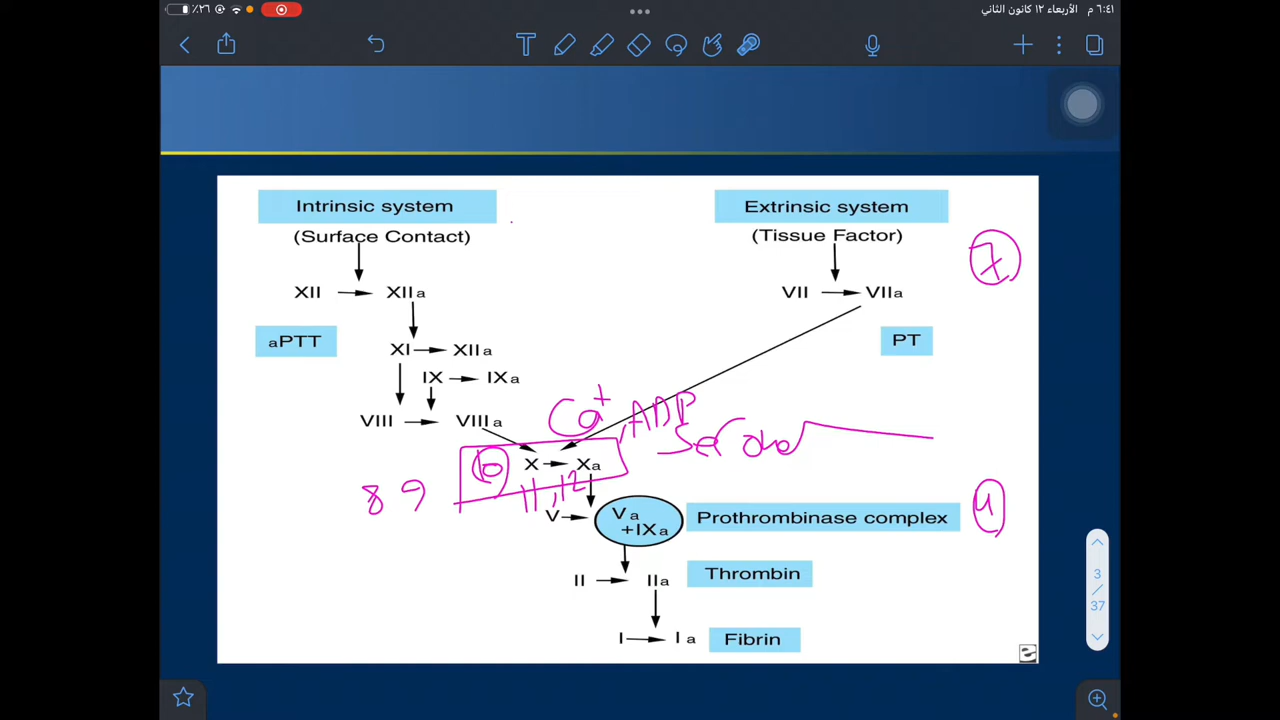 ٪٢٦
٦:٤١ م الأربعاء ١٢ كانون الثاني
Intrinsic system
(Surface Contact)
Extrinsic system
(Tissue Factor)
7
XII → XIIa
VII → VIIa
aPTT
PT
XI → XIIa
IX → IXa
VIII → VIIIa
Ca+, ADP
10
X → Xa
8 9
11, 12
V →
Va
+IXa
Prothrombinase complex
II → IIa
Thrombin
I → Ia
Fibrin
3
/
37